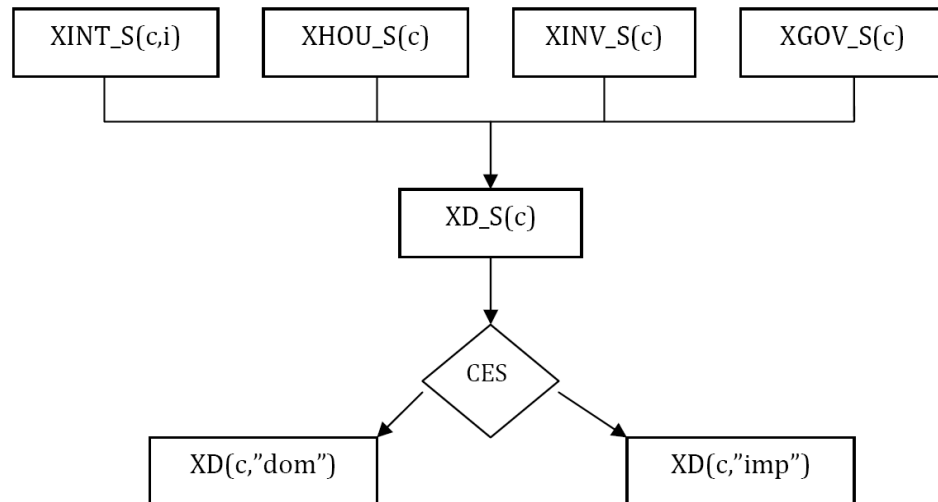 XINT_S(c,i)
XHOU_S(c)
XINV_S(c)
XGOV_S(c)
XD_S(c)
CES
XD(c,”dom”)
XD(c,”imp”)